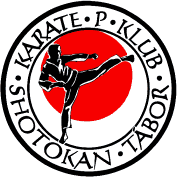 KARATE • P • KLUB
SHOTOKAN • TÁBOR